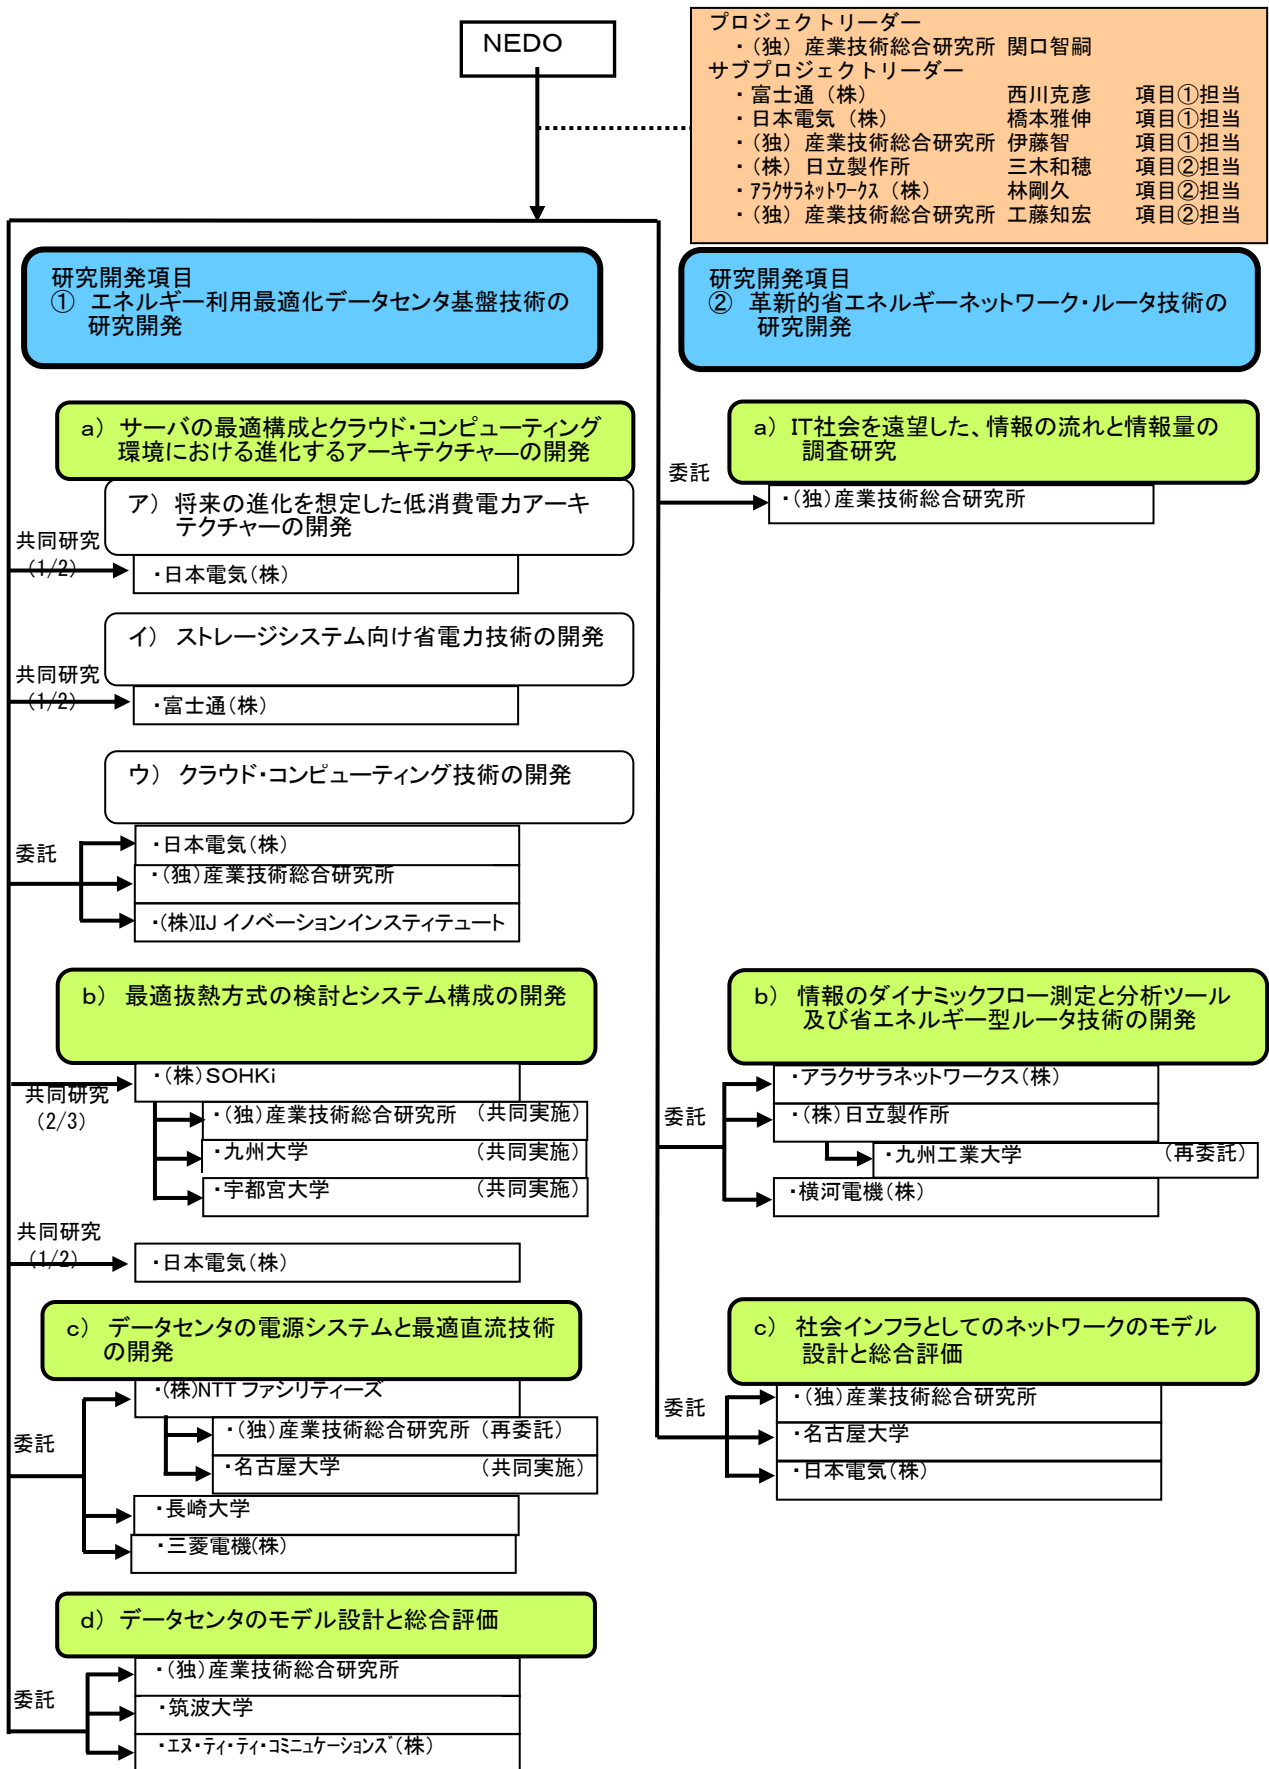 NEDO
プロジェクトリーダー
・(独)産業技術総合研究所 関口智嗣
サブプロジェクトリーダー
・富士通(株) 西川克彦 項目①担当
・日本電気(株) 橋本雅伸 項目①担当
・(独)産業技術総合研究所 伊藤智 項目①担当
・(株)日立製作所 三木和穂 項目②担当
・アラクサラネットワークス(株) 林剛久 項目②担当
・(独)産業技術総合研究所 工藤知宏 項目②担当
研究開発項目
① エネルギー利用最適化データセンタ基盤技術の
研究開発
a) サーバの最適構成とクラウド・コンピューティング
環境における進化するアーキテクチャ―の開発
ア) 将来の進化を想定した低消費電力アーキ
テクチャーの開発
共同研究
(1/2)
・日本電気(株)
イ) ストレージシステム向け省電力技術の開発
共同研究
(1/2)
・富士通(株)
ウ) クラウド・コンピューティング技術の開発
委託
・日本電気(株)
・(独)産業技術総合研究所
・(株)IIJ イノベーションインスティテュート
b) 最適抜熱方式の検討とシステム構成の開発
・(株)SOHKi
共同研究
(2/3)
・(独)産業技術総合研究所 (共同実施)
・九州大学 (共同実施)
・宇都宮大学 (共同実施)
共同研究
(1/2)
・日本電気(株)
c) データセンタの電源システムと最適直流技術
の開発
・(株)NTT ファシリティーズ
委託
・(独)産業技術総合研究所 (再委託)
・名古屋大学 (共同実施)
・長崎大学
・三菱電機(株)
d) データセンタのモデル設計と総合評価
・(独)産業技術総合研究所
委託
・筑波大学
・エヌ・ティ・ティ・コミュニケーションズ(株)
研究開発項目
② 革新的省エネルギーネットワーク・ルータ技術の
研究開発
a) IT社会を遠望した、情報の流れと情報量の
調査研究
委託
・(独)産業技術総合研究所
b) 情報のダイナミックフロー測定と分析ツール
及び省エネルギー型ルータ技術の開発
・アラクサラネットワークス(株)
委託
・(株)日立製作所
・九州工業大学 (再委託)
・横河電機(株)
c) 社会インフラとしてのネットワークのモデル
設計と総合評価
・(独)産業技術総合研究所
委託
・名古屋大学
・日本電気(株)